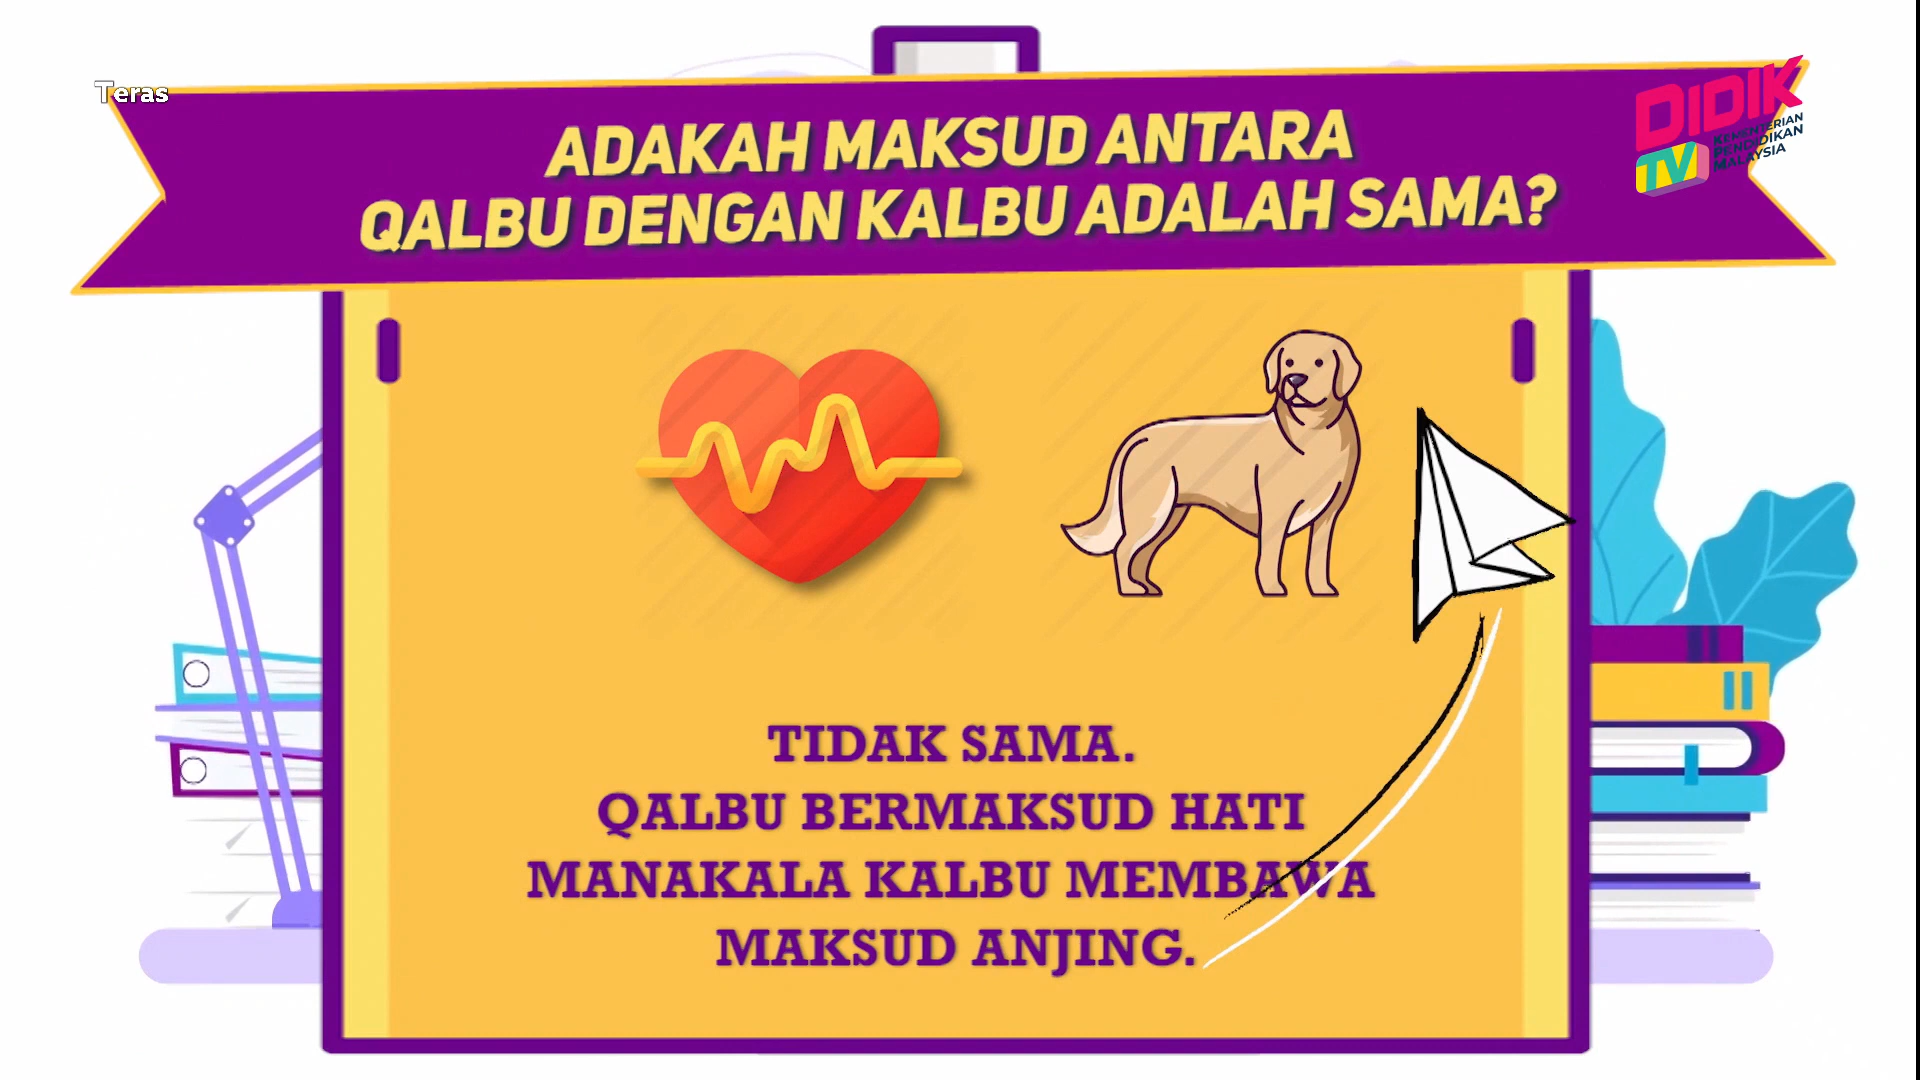 Teras
ADAKAH MAKSUD ANTARA
QALBU DENGAN KALBU ADALAH SAMA?
DIDIK
TV
KEMENTERIAN
PENDIDIKAN
MALAYSIA
TIDAK SAMA.
QALBU BERMAKSUD HATI
MANAKALA KALBU MEMBAWA
MAKSUD ANJING.